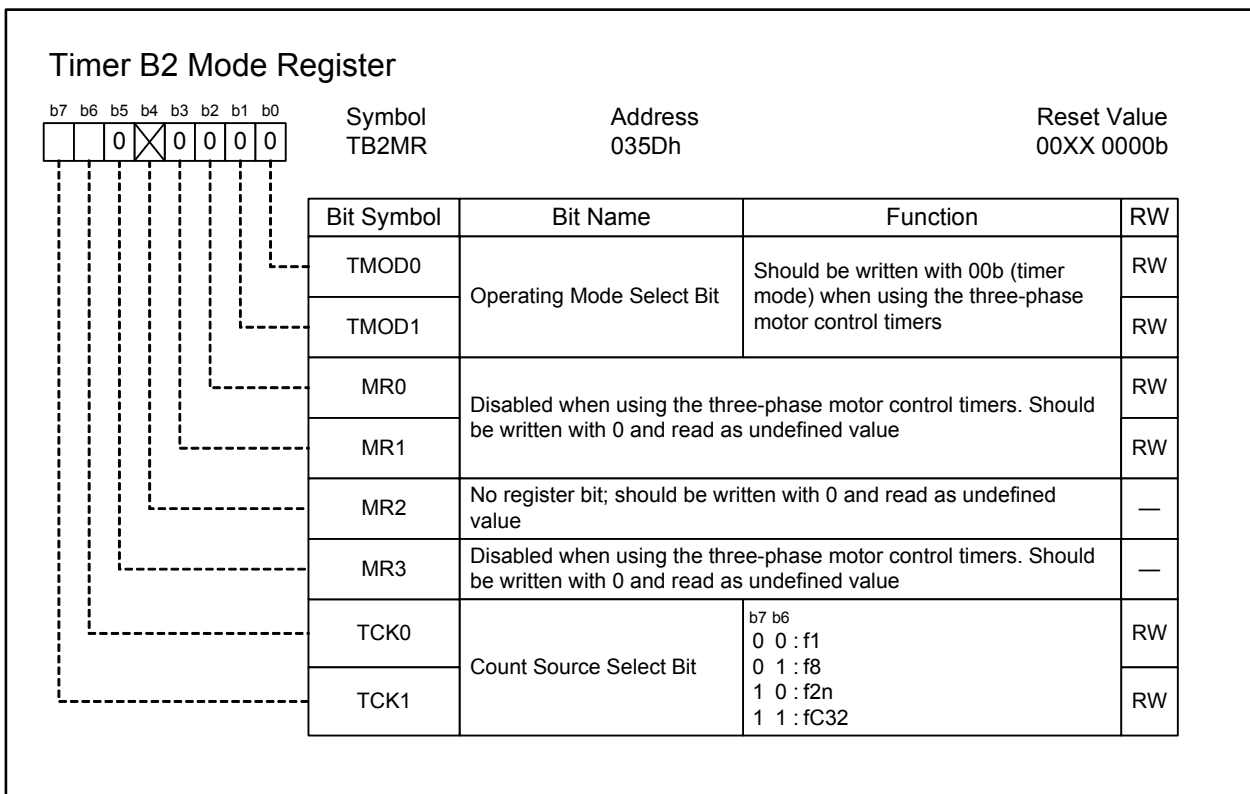 Timer B2 Mode Register
b7 b6 b5 b4 b3 b2 b1 b0
0 0 0 0 0
Symbol Address Reset Value
TB2MR 035Dh 00XX 0000b
Bit Symbol Bit Name Function RW
TMOD0 RW
Operating Mode Select Bit
Should be written with 00b (timer
mode) when using the three-phase
motor control timers
TMOD1 RW
MR0 RW
Disabled when using the three-phase motor control timers. Should
be written with 0 and read as undefined value
MR1 RW
MR2 No register bit; should be written with 0 and read as undefined
value —
MR3 Disabled when using the three-phase motor control timers. Should
be written with 0 and read as undefined value —
TCK0 RW
Count Source Select Bit
b7 b6
0 0 : f1
0 1 : f8
1 0 : f2n
1 1 : fC32
TCK1 RW